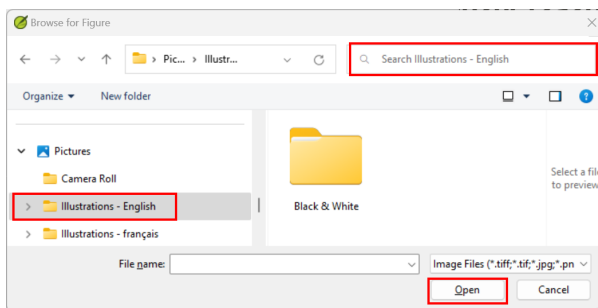 Browse for Figure
Pic... > Illustr...
Search Illustrations - English
Organize
New folder
Pictures
Camera Roll
Illustrations - English
Illustrations - français
Black & White
Select a file
to preview
File name:
Image Files (*.tiff;*.tif;*.jpg;*.pn
Open
Cancel